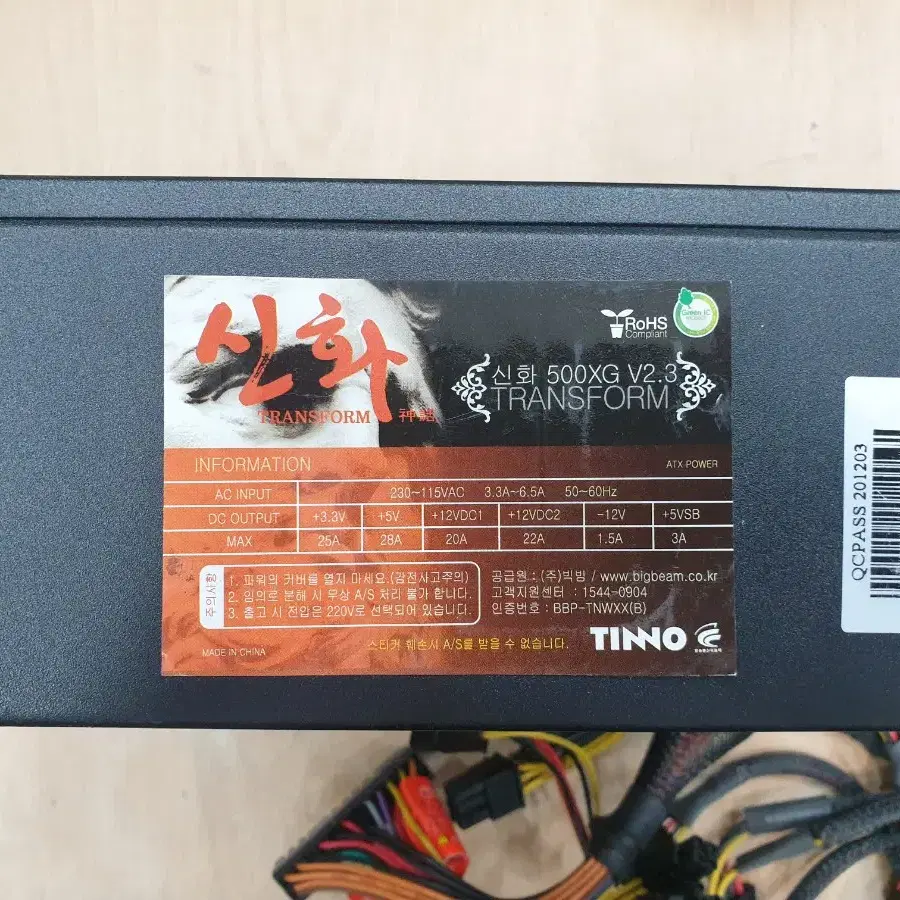 신화
TRANSFORM
RoHS
Compliant
Green IC
신화 500XG V2.3
TRANSFORM
INFORMATION
ATX POWER
AC INPUT 230~115VAC 3.3A~6.5A 50~60Hz
DC OUTPUT +3.3V +5V +12VDC1 +12VDC2 -12V +5VSB
MAX 25A 28A 20A 22A 1.5A 3A
주의사항
1. 파워의 커버를 열지 마세요.(감전사고주의)
2. 임의로 분해 시 무상 A/S 처리 불가 합니다.
3. 출고 시 전압은 220V로 선택되어 있습니다.
공급원 : (주)빅빔 / www.bigbeam.co.kr
고객지원센터 : 1544-0904
인증번호 : BBP-TNWXX(B)
MADE IN CHINA
스티커 훼손시 A/S를 받을 수 없습니다.
TINNO
QCPASS 201203